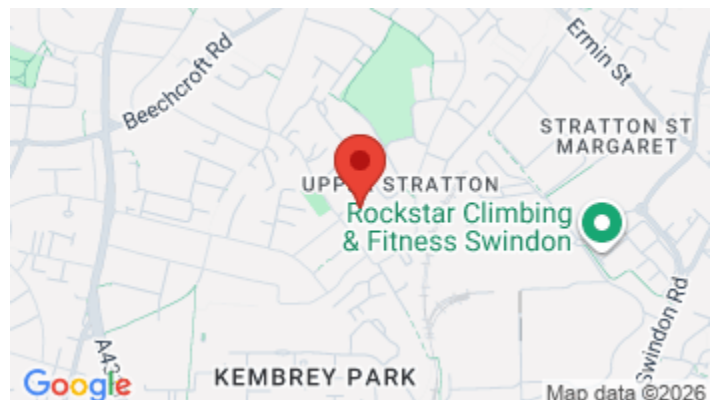 Ermin St
Beechcroft Rd
STRATTON ST
MARGARET
STRATTON
Rockstar Climbing
& Fitness Swindon
Swindon Rd
KEMBREY PARK
Google
Map data ©2026